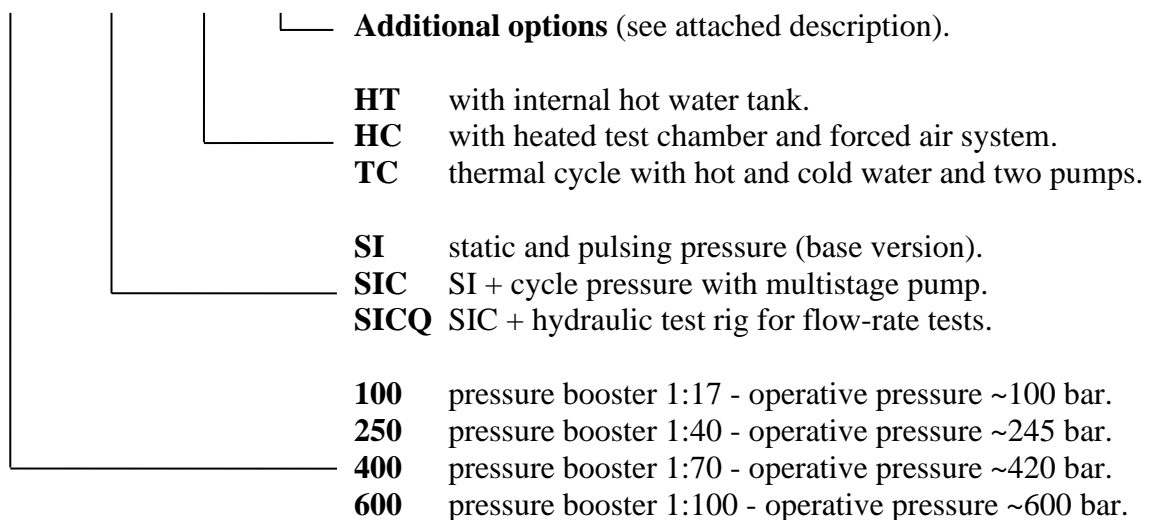 Additional options (see attached description).
HT with internal hot water tank.
HC with heated test chamber and forced air system.
TC thermal cycle with hot and cold water and two pumps.
SI static and pulsing pressure (base version).
SIC SI + cycle pressure with multistage pump.
SICQ SIC + hydraulic test rig for flow-rate tests.
100 pressure booster 1:17 - operative pressure ~100 bar.
250 pressure booster 1:40 - operative pressure ~245 bar.
400 pressure booster 1:70 - operative pressure ~420 bar.
600 pressure booster 1:100 - operative pressure ~600 bar.